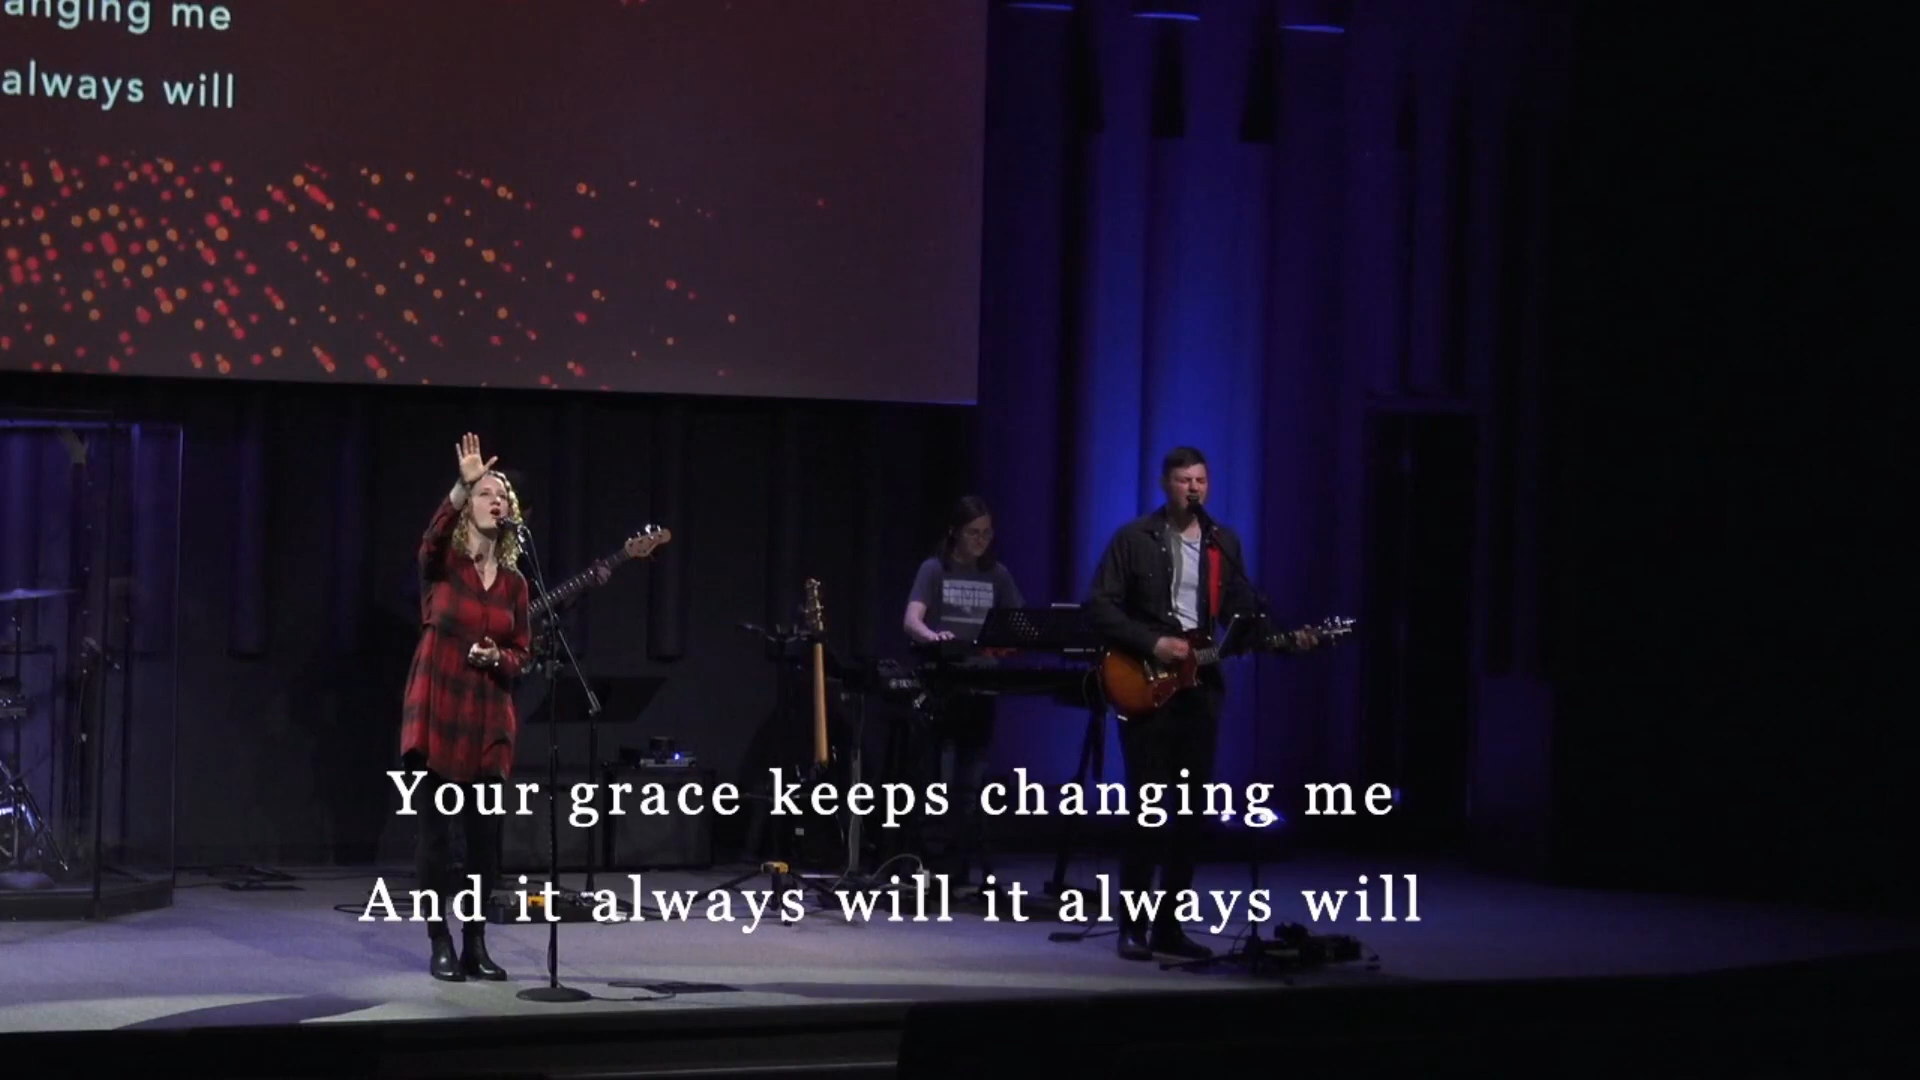 anging me
always will
Your grace keeps changing me
And it always will it always will